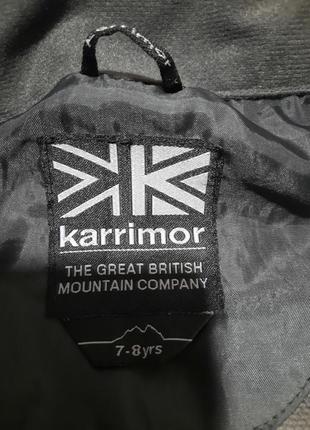 karrimor
THE GREAT BRITISH
MOUNTAIN COMPANY
7-8yrs